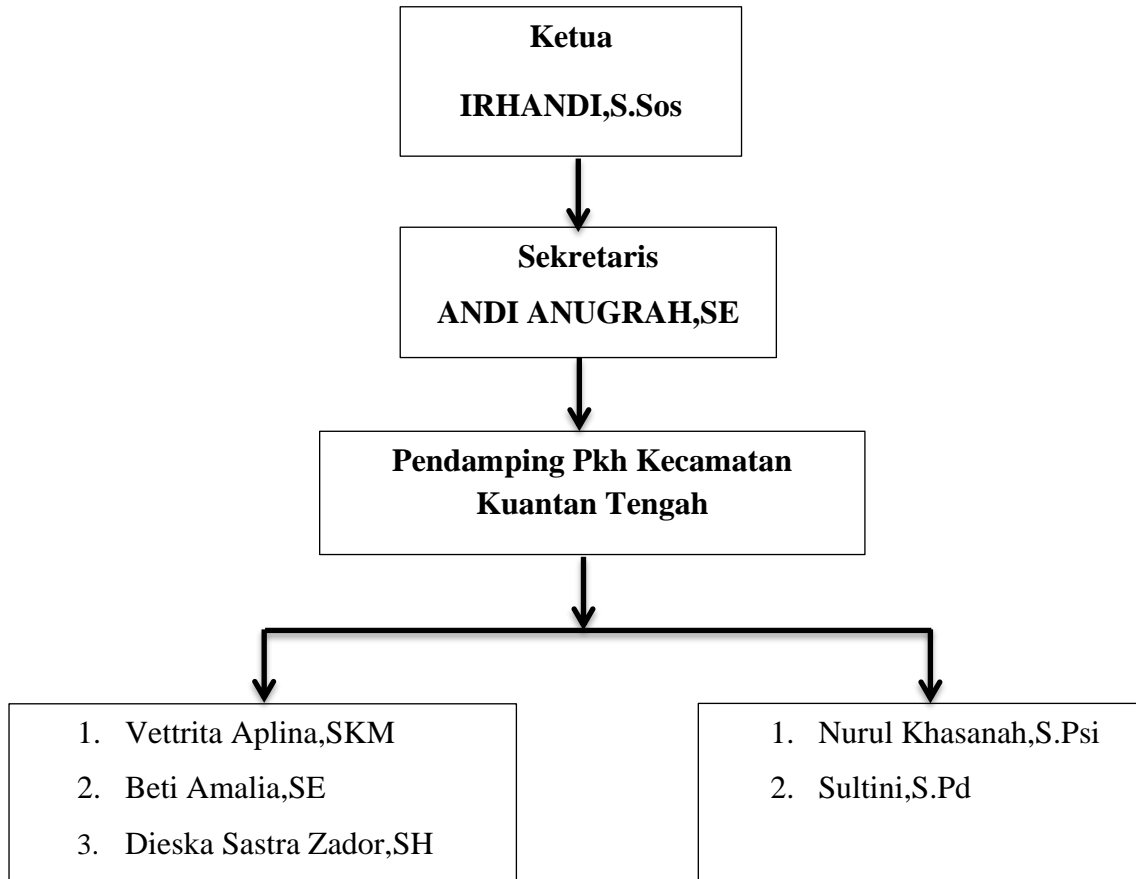 Ketua
IRHANDI,S.Sos
Sekretaris
ANDI ANUGRAH,SE
Pendamping Pkh Kecamatan
Kuantan Tengah
1. Vettrita Aplina,SKM
2. Beti Amalia,SE
3. Dieska Sastra Zador,SH
1. Nurul Khasanah,S.Psi
2. Sultini,S.Pd